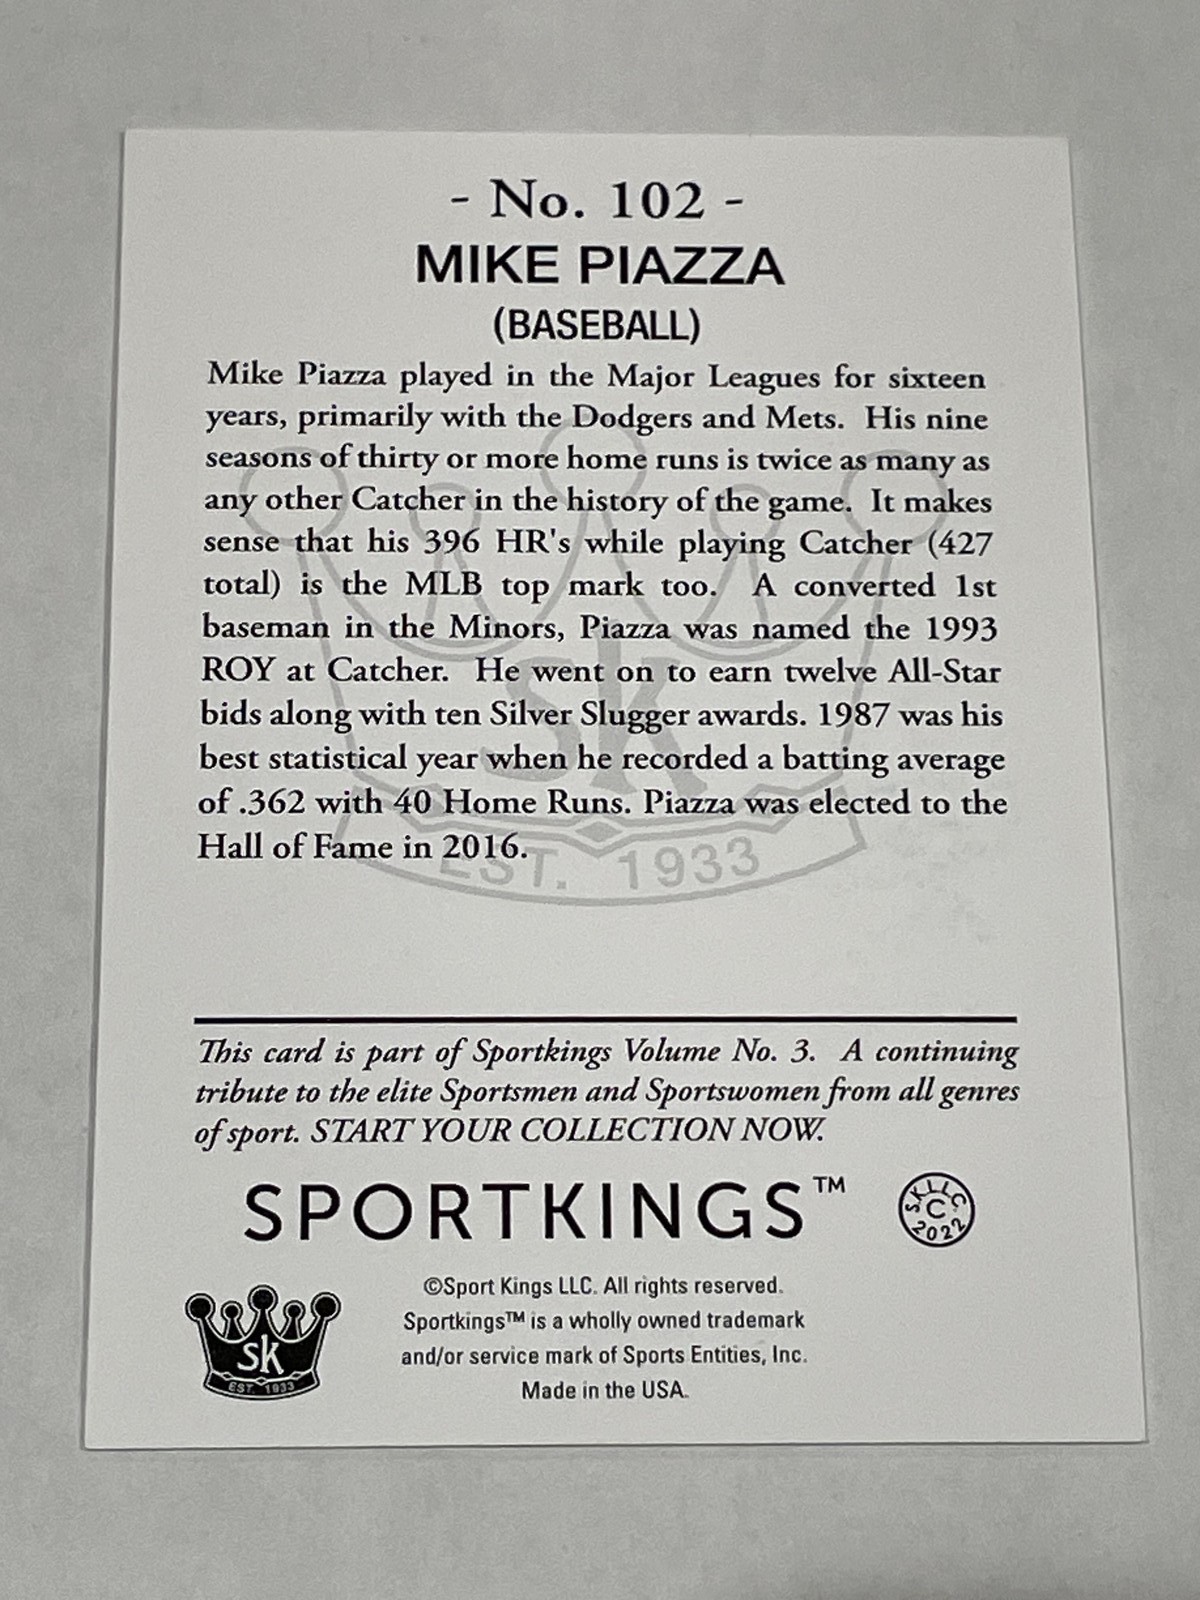 - No. 102 -
MIKE PIAZZA
(BASEBALL)
Mike Piazza played in the Major Leagues for sixteen
years, primarily with the Dodgers and Mets. His nine
seasons of thirty or more home runs is twice as many as
any other Catcher in the history of the game. It makes
sense that his 396 HR's while playing Catcher (427
total) is the MLB top mark too. A converted 1st
baseman in the Minors, Piazza was named the 1993
ROY at Catcher. He went on to earn twelve All-Star
bids along with ten Silver Slugger awards. 1987 was his
best statistical year when he recorded a batting average
of .362 with 40 Home Runs. Piazza was elected to the
Hall of Fame in 2016.
sk
EST. 1933
This card is part of Sportkings Volume No. 3. A continuing
tribute to the elite Sportsmen and Sportswomen from all genres
of sport. START YOUR COLLECTION NOW.
SPORTKINGS™
SKLLC
C
2022
©Sport Kings LLC. All rights reserved.
Sportkings™ is a wholly owned trademark
and/or service mark of Sports Entities, Inc.
Made in the USA.
sk
EST. 1933